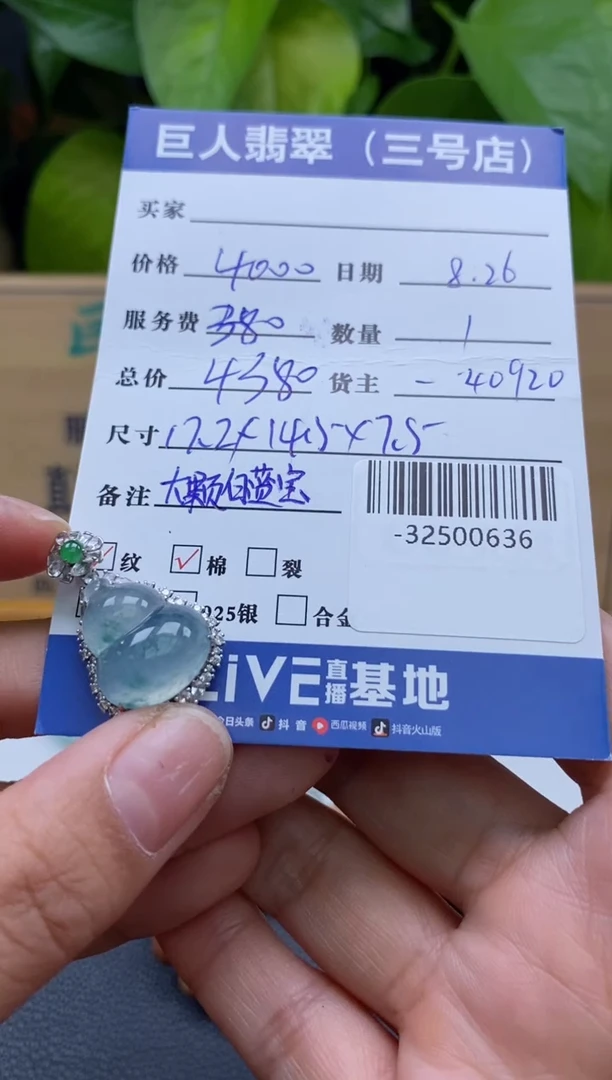 巨人翡翠（三号店）
买家
价格 4000 日期 8.26
服务费 380 数量 1
总价 4380 货主 - 40920
尺寸 17.2×14.5×7.5
备注 大颗白蓝宝
-32500636
纹 棉 裂
925银 合金
LIVE直播基地
今日头条 抖音 西瓜视频 抖音火山版